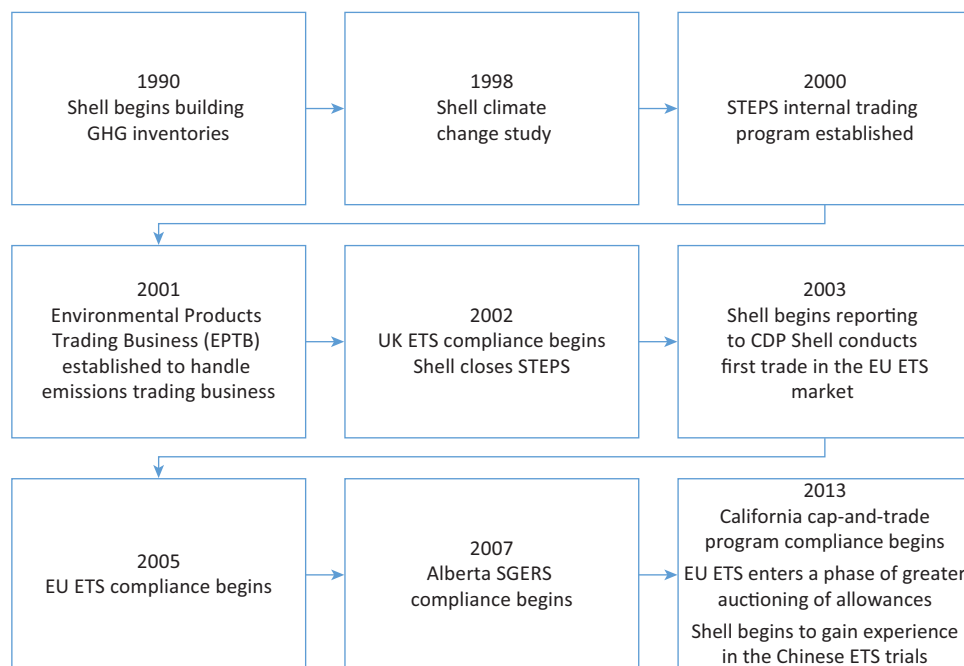 1990
Shell begins building
GHG inventories
1998
Shell climate
change study
2000
STEPS internal trading
program established
2001
Environmental Products
Trading Business (EPTB)
established to handle
emissions trading business
2002
UK ETS compliance begins
Shell closes STEPS
2003
Shell begins reporting
to CDP Shell conducts
first trade in the EU ETS
market
2005
EU ETS compliance begins
2007
Alberta SGERS
compliance begins
2013
California cap-and-trade
program compliance begins
EU ETS enters a phase of greater
auctioning of allowances
Shell begins to gain experience
in the Chinese ETS trials